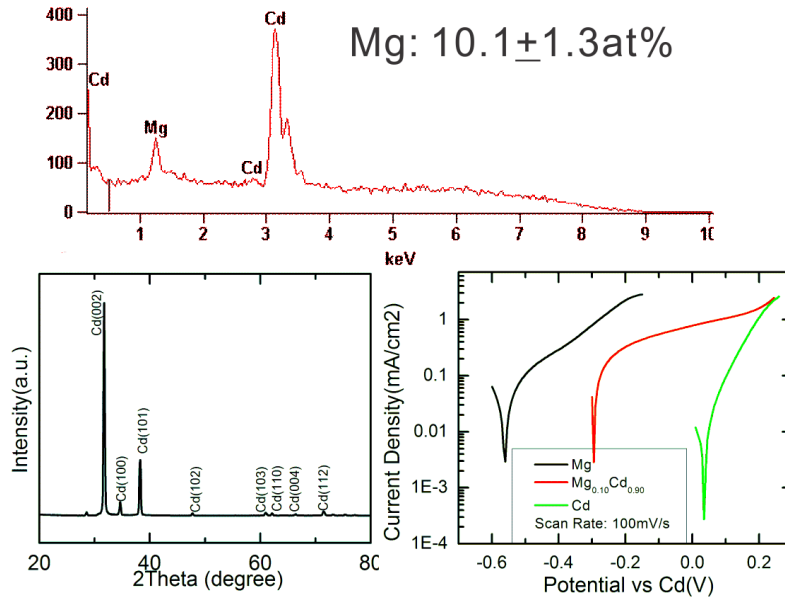 Mg: 10.1±1.3at%
400
300
200
100
0
Cd
Mg
Cd
Cd
1 2 3 4 5 6 7 8 9 10
keV
Intensity(a.u.)
Cd(002)
Cd(100)
Cd(101)
Cd(102)
Cd(103)
Cd(110)
Cd(004)
Cd(112)
20 40 60 80
2Theta (degree)
Current Density(mA/cm2)
1
0.1
0.01
1E-3
1E-4
Mg
Mg0.10Cd0.90
Cd
Scan Rate: 100mV/s
-0.6 -0.4 -0.2 0.0 0.2
Potential vs Cd(V)